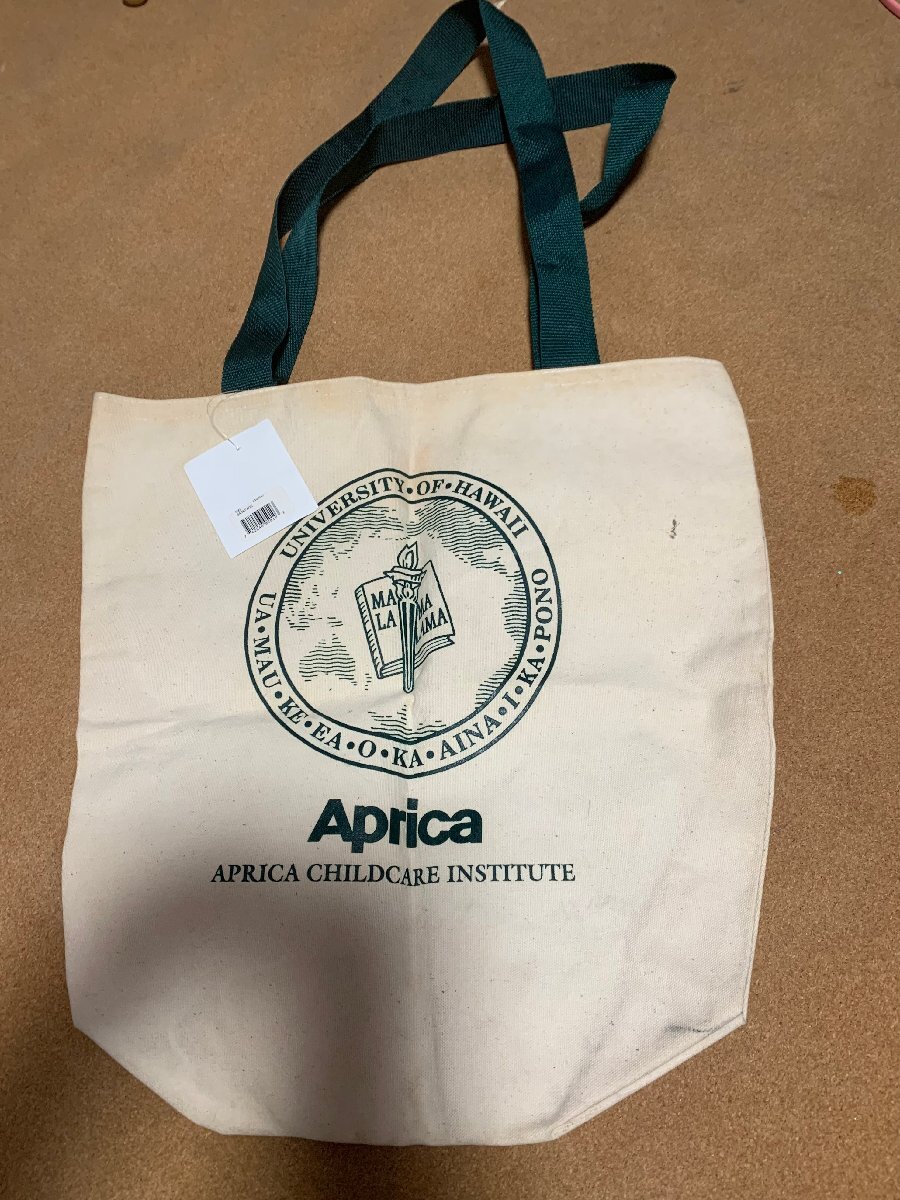 UNIVERSITY•OF•HAWAII
UA•MAU•KE•EA•O•KA•AINA•I•KA•PONO
MA MA
LA LAMA
Aprica
APRICA CHILDCARE INSTITUTE